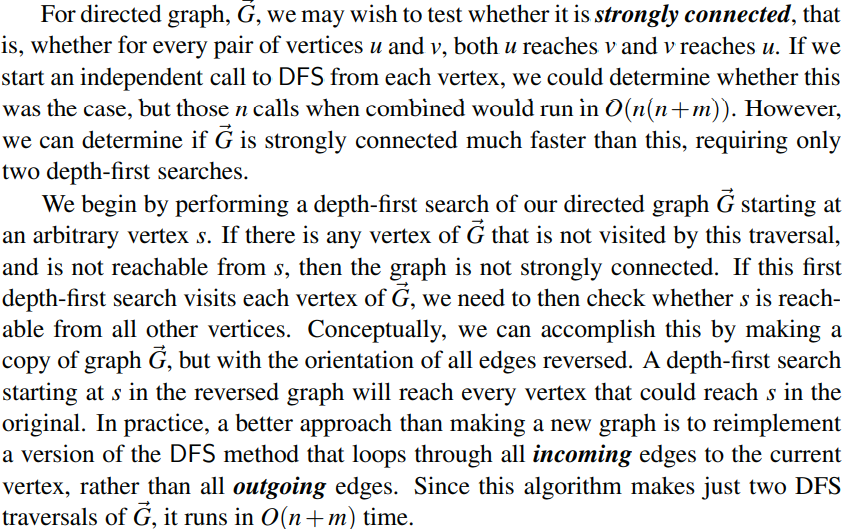 For directed graph, G⃗, we may wish to test whether it is strongly connected, that
is, whether for every pair of vertices u and v, both u reaches v and v reaches u. If we
start an independent call to DFS from each vertex, we could determine whether this
was the case, but those n calls when combined would run in O(n(n+m)). However,
we can determine if G⃗ is strongly connected much faster than this, requiring only
two depth-first searches.
We begin by performing a depth-first search of our directed graph G⃗ starting at
an arbitrary vertex s. If there is any vertex of G⃗ that is not visited by this traversal,
and is not reachable from s, then the graph is not strongly connected. If this first
depth-first search visits each vertex of G⃗, we need to then check whether s is reach-
able from all other vertices. Conceptually, we can accomplish this by making a
copy of graph G⃗, but with the orientation of all edges reversed. A depth-first search
starting at s in the reversed graph will reach every vertex that could reach s in the
original. In practice, a better approach than making a new graph is to reimplement
a version of the DFS method that loops through all incoming edges to the current
vertex, rather than all outgoing edges. Since this algorithm makes just two DFS
traversals of G⃗, it runs in O(n+m) time.